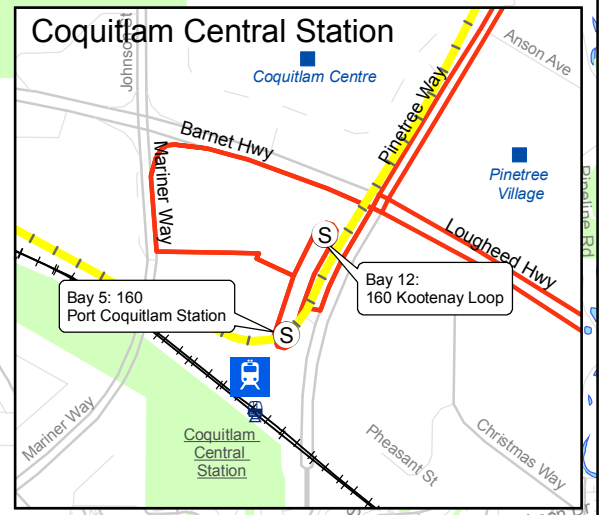 Coquitlam Central Station
Johnson St
Anson Ave
Coquitlam Centre
Pinetree Way
Barnet Hwy
Mariner Way
Pinetree
Village
Pipeline Rd
Lougheed Hwy
S
Bay 12:
160 Kootenay Loop
Bay 5: 160
Port Coquitlam Station
S
Mariner Way
Coquitlam
Central
Station
Pheasant St
Christmas Way